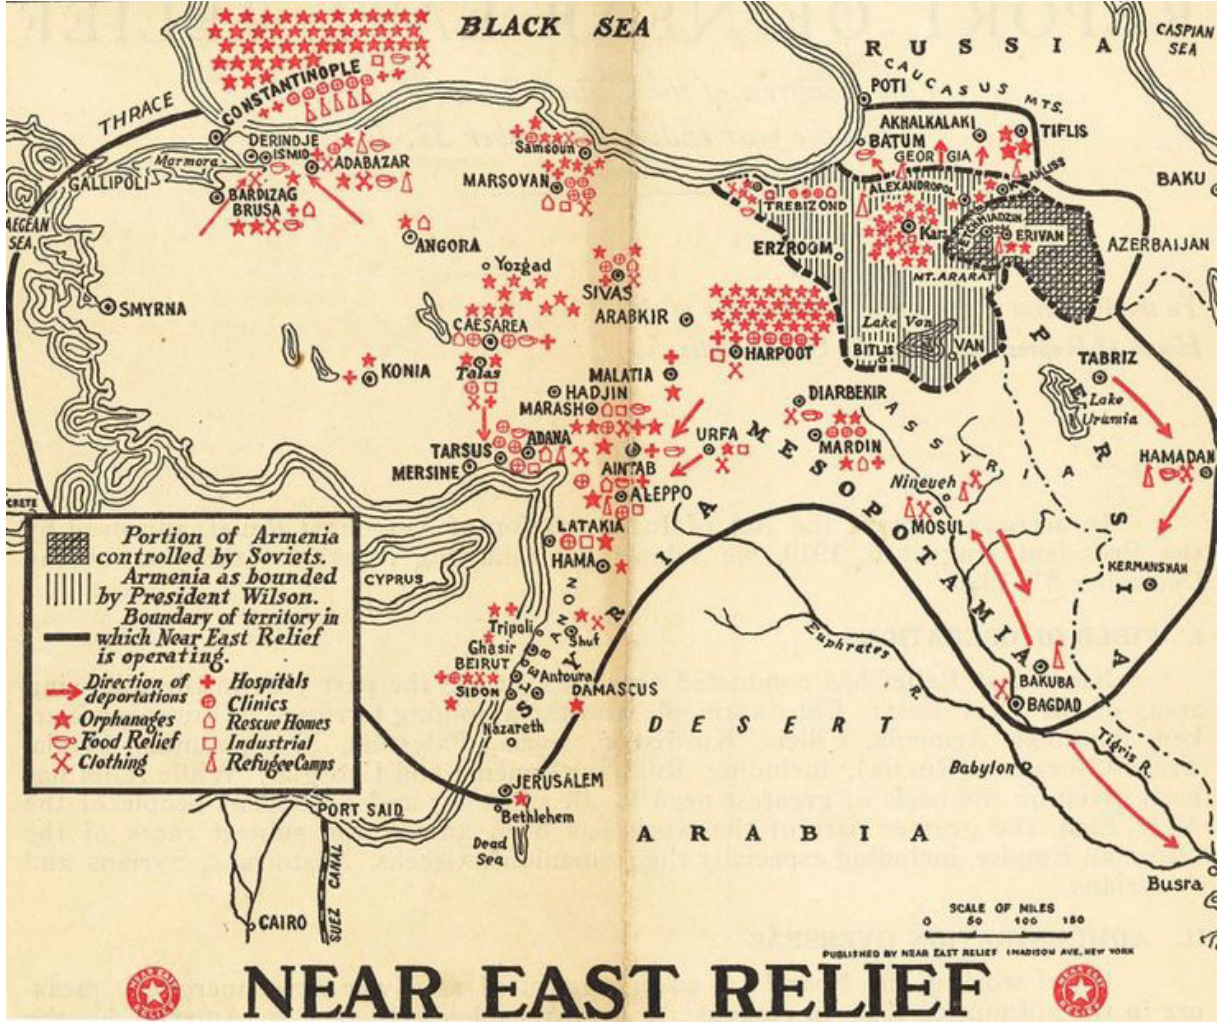 BLACK SEA
CASPIAN
SEA
RUSSIA
CAUCASUS MTS.
POTI
THRACE
CONSTANTINOPLE
AKHALKALAKI
TIFLIS
BATUM
GEORGIA
DERINDJE
ISMID
ADABAZAR
Marmora
GALLIPOLI
BARDIZAG
BRUSA
Samsoun
MARSOVAN
TREBIZOND
ALEXANDROPOL
KARAKLISS
BAKU
AEGEAN
SEA
ANGORA
ERZROOM
Kars
ETCHMIADZIN
ERIVAN
AZERBAIJAN
MT. ARARAT
Yozgad
SIVAS
SMYRNA
ARABKIR
CAESAREA
Lake Van
BITLIS
VAN
HARPOOT
TABRIZ
KONIA
Talas
MALATIA
HADJIN
MARASH
DIARBEKIR
Lake
Urumia
PERSIA
ASSYRIA
TARSUS
ADANA
MERSINE
URFA
MARDIN
HAMADAN
AINTAB
ALEPPO
Nineveh
MOSUL
MESOPOTAMIA
CRETE
LATAKIA
HAMA
KERMANSHAH
CYPRUS
LEBANON
SYRIA
Tripoli
Shuf
Ghasir
BEIRUT
Antoura
SIDON
DAMASCUS
Nazareth
Euphrates R.
BAKUBA
BAGDAD
Tigris R.
Babylon
DESERT
JERUSALEM
Bethlehem
Dead
Sea
ARABIA
Busra
PORT SAID
SUEZ CANAL
CAIRO
Portion of Armenia
controlled by Soviets.
Armenia as bounded
by President Wilson.
Boundary of territory in
which Near East Relief
is operating.
Direction of
deportations
Orphanages
Food Relief
Clothing
Hospitals
Clinics
Rescue Homes
Industrial
Refugee Camps
SCALE OF MILES
0 50 100 150
PUBLISHED BY NEAR EAST RELIEF 1 MADISON AVE, NEW YORK
NEAR EAST RELIEF
NEAR EAST
RELIEF
NEAR EAST
RELIEF